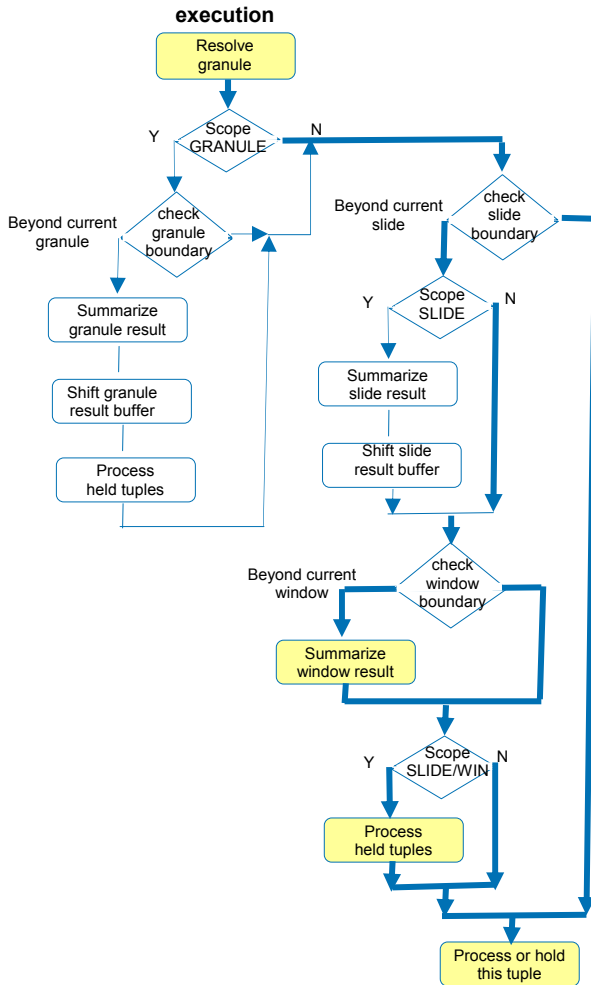 execution
Resolve
granule
Y
Scope
GRANULE
N
Beyond current
granule
check
granule
boundary
Beyond current
slide
check
slide
boundary
Summarize
granule result
Y
Scope
SLIDE
N
Shift granule
result buffer
Summarize
slide result
Process
held tuples
Shift slide
result buffer
Beyond current
window
check
window
boundary
Summarize
window result
Y
Scope
SLIDE/WIN
N
Process
held tuples
Process or hold
this tuple